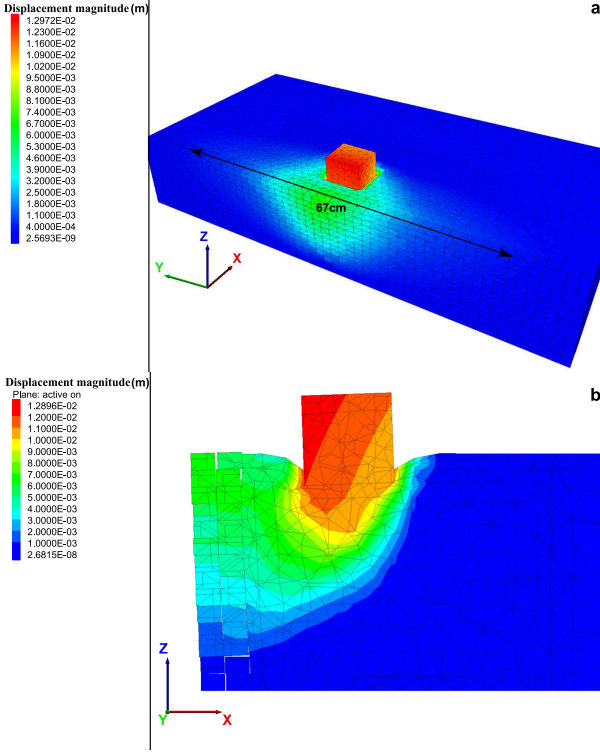 Displacement magnitude (m)
1.2972E-02
1.2300E-02
1.1600E-02
1.0900E-02
1.0200E-02
9.5000E-03
8.8000E-03
8.1000E-03
7.4000E-03
6.7000E-03
6.0000E-03
5.3000E-03
4.6000E-03
3.9000E-03
3.2000E-03
2.5000E-03
1.8000E-03
1.1000E-03
4.0000E-04
2.5693E-09
a
67cm
Z
X
Y
Displacement magnitude (m)
Plane: active on
1.2896E-02
1.2000E-02
1.1000E-02
1.0000E-02
9.0000E-03
8.0000E-03
7.0000E-03
6.0000E-03
5.0000E-03
4.0000E-03
3.0000E-03
2.0000E-03
1.0000E-03
2.6815E-08
b
Z
Y
X